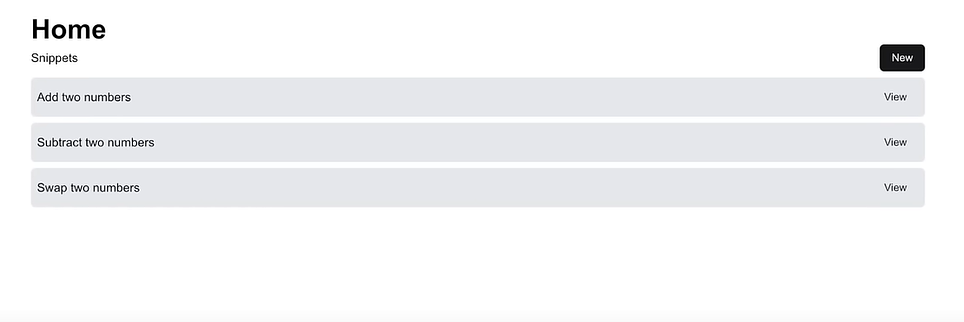 Home
Snippets New
Add two numbers View
Subtract two numbers View
Swap two numbers View